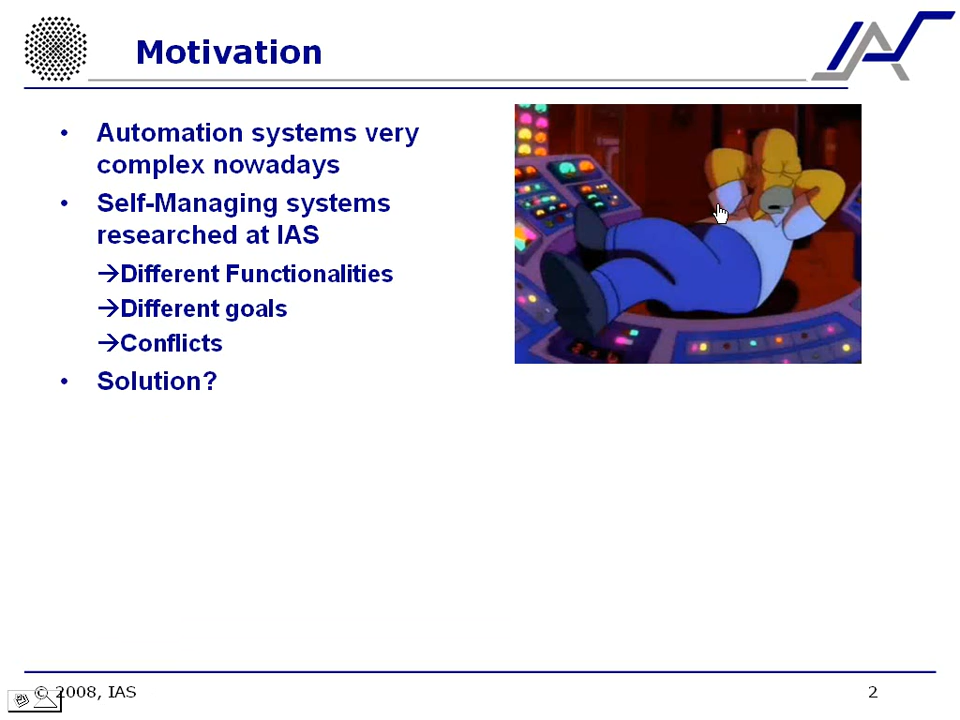 Motivation
• Automation systems very
complex nowadays
• Self-Managing systems
researched at IAS
→Different Functionalities
→Different goals
→Conflicts
• Solution?
© 2008, IAS
2